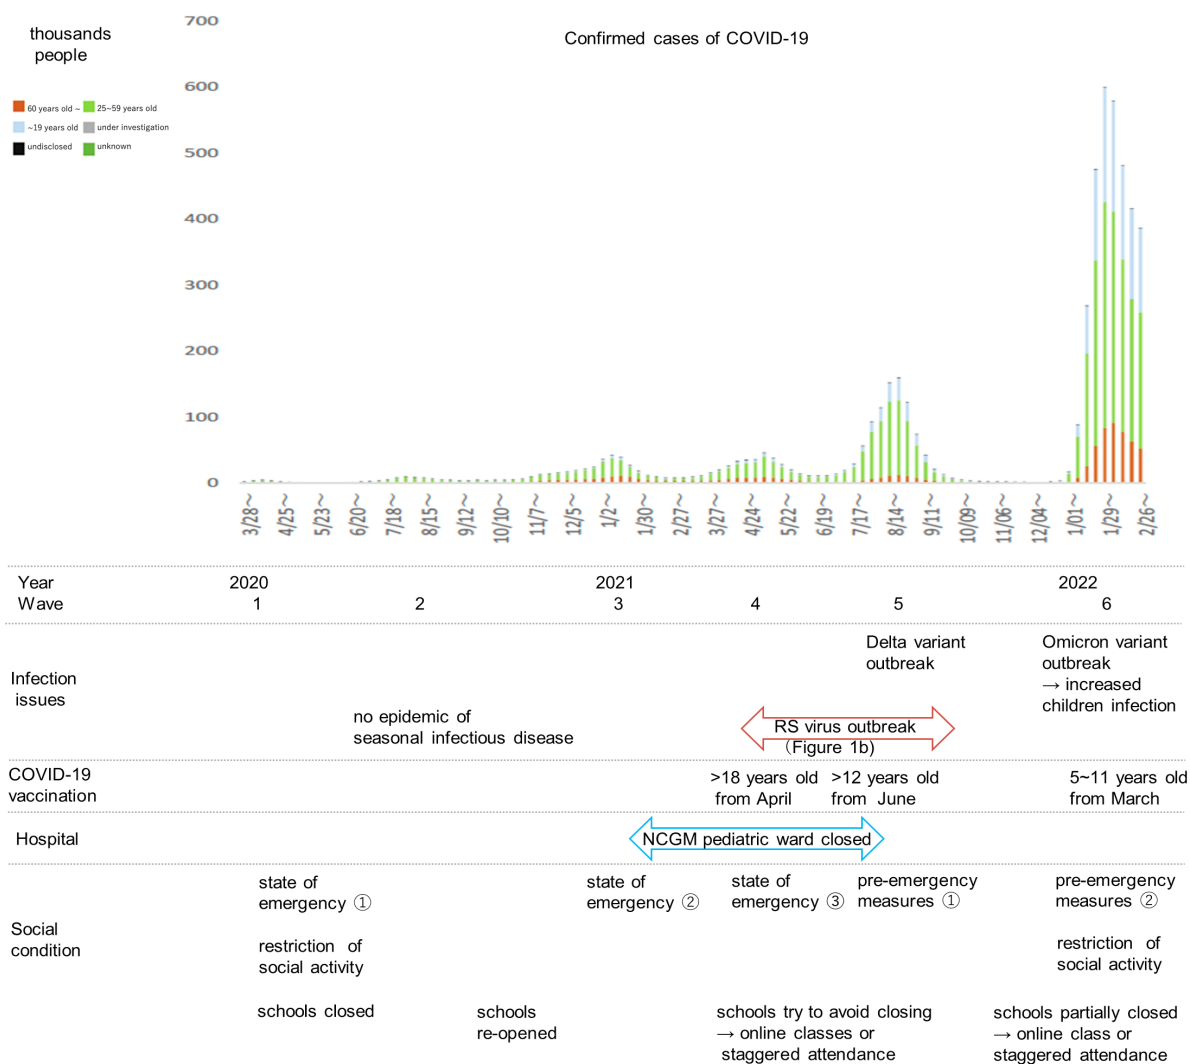 700
thousands
people
Confirmed cases of COVID-19
600
60 years old ~ 25~59 years old
~19 years old under investigation
undisclosed unknown
500
400
300
200
100
0
3/28~ 4/25~ 5/23~ 6/20~ 7/18~ 8/15~ 9/12~ 10/10~ 11/7~ 12/5~ 1/2~ 1/30~ 2/27~ 3/27~ 4/24~ 5/22~ 6/19~ 7/17~ 8/14~ 9/11~ 10/09~ 11/06~ 12/04~ 1/01~ 1/29~ 2/26~
Year 2020 2021 2022
Wave 1 2 3 4 5 6
Infection
issues
no epidemic of
seasonal infectious disease
Delta variant
outbreak
RS virus outbreak
(Figure 1b)
Omicron variant
outbreak
→ increased
children infection
COVID-19
vaccination
>18 years old
from April
>12 years old
from June
5~11 years old
from March
Hospital
NCGM pediatric ward closed
Social
condition
state of
emergency ①
state of
emergency ②
state of
emergency ③
pre-emergency
measures ①
pre-emergency
measures ②
restriction of
social activity
restriction of
social activity
schools closed
schools
re-opened
schools try to avoid closing
→ online classes or
staggered attendance
schools partially closed
→ online class or
staggered attendance